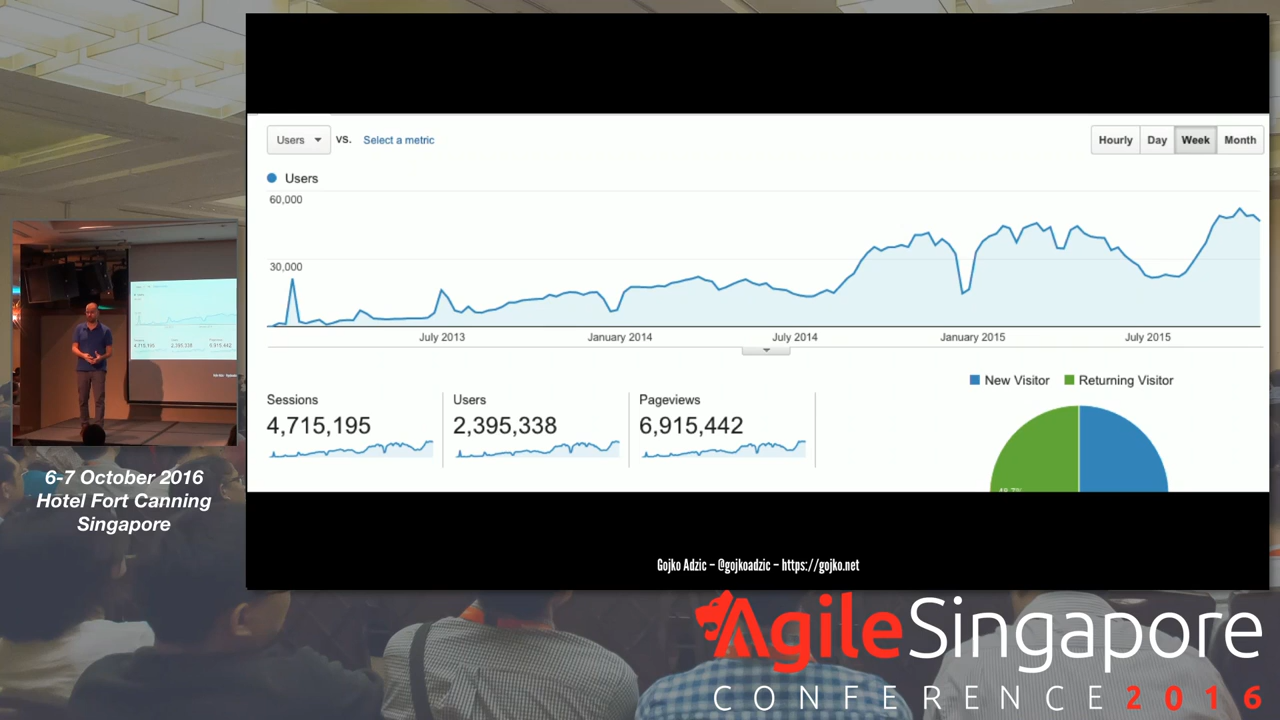 Users
vs.
Select a metric
Hourly
Day
Week
Month
Users
60,000
30,000
July 2013
January 2014
July 2014
January 2015
July 2015
New Visitor
Returning Visitor
Sessions
4,715,195
Users
2,395,338
Pageviews
6,915,442
Gojko Adzic – @gojkoadzic – https://gojko.net
6-7 October 2016
Hotel Fort Canning
Singapore
AgileSingapore
CONFERENCE 2016